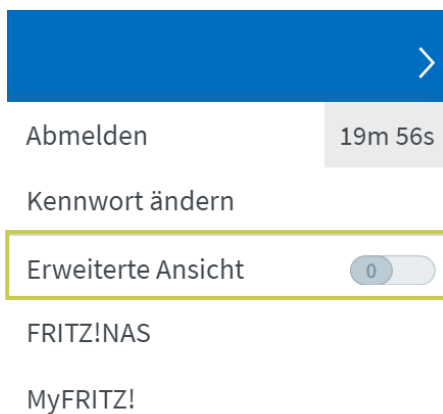 Abmelden 19m 56s
Kennwort ändern
Erweiterte Ansicht 0
FRITZ!NAS
MyFRITZ!